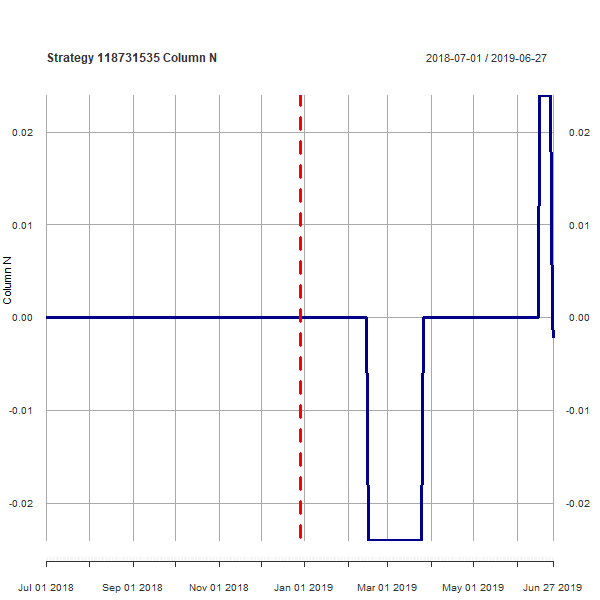 Strategy 118731535 Column N
2018-07-01 / 2019-06-27
0.02 0.02
0.01 0.01
Column N
0.00 0.00
-0.01 -0.01
-0.02 -0.02
Jul 01 2018 Sep 01 2018 Nov 01 2018 Jan 01 2019 Mar 01 2019 May 01 2019 Jun 27 2019